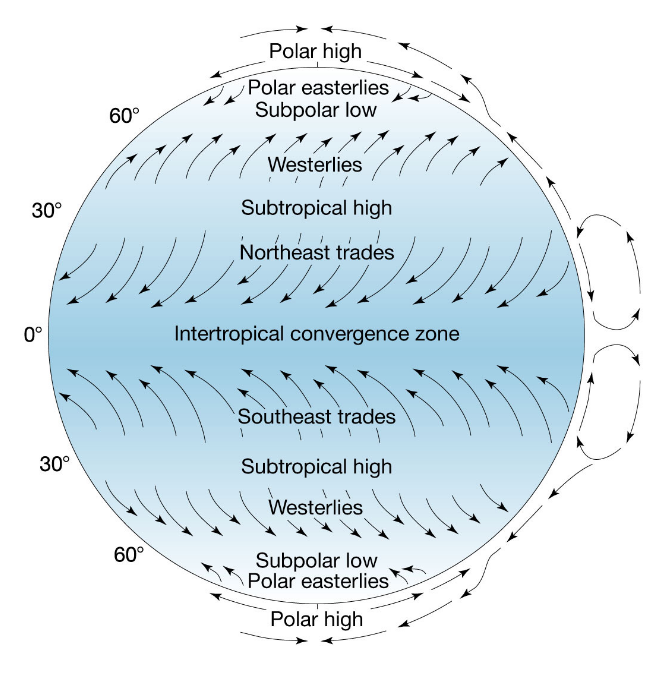 Polar high
Polar easterlies
60°
Subpolar low
Westerlies
30°
Subtropical high
Northeast trades
0°
Intertropical convergence zone
Southeast trades
30°
Subtropical high
Westerlies
60°
Subpolar low
Polar easterlies
Polar high